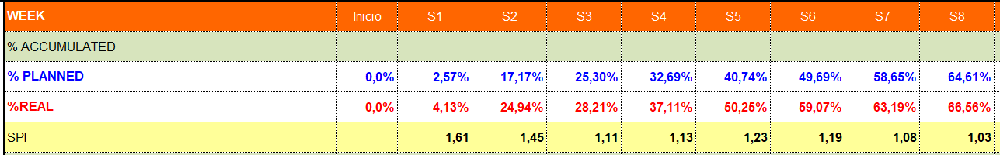 WEEK Inicio S1 S2 S3 S4 S5 S6 S7 S8
% ACCUMULATED
% PLANNED 0,0% 2,57% 17,17% 25,30% 32,69% 40,74% 49,69% 58,65% 64,61%
%REAL 0,0% 4,13% 24,94% 28,21% 37,11% 50,25% 59,07% 63,19% 66,56%
SPI 1,61 1,45 1,11 1,13 1,23 1,19 1,08 1,03